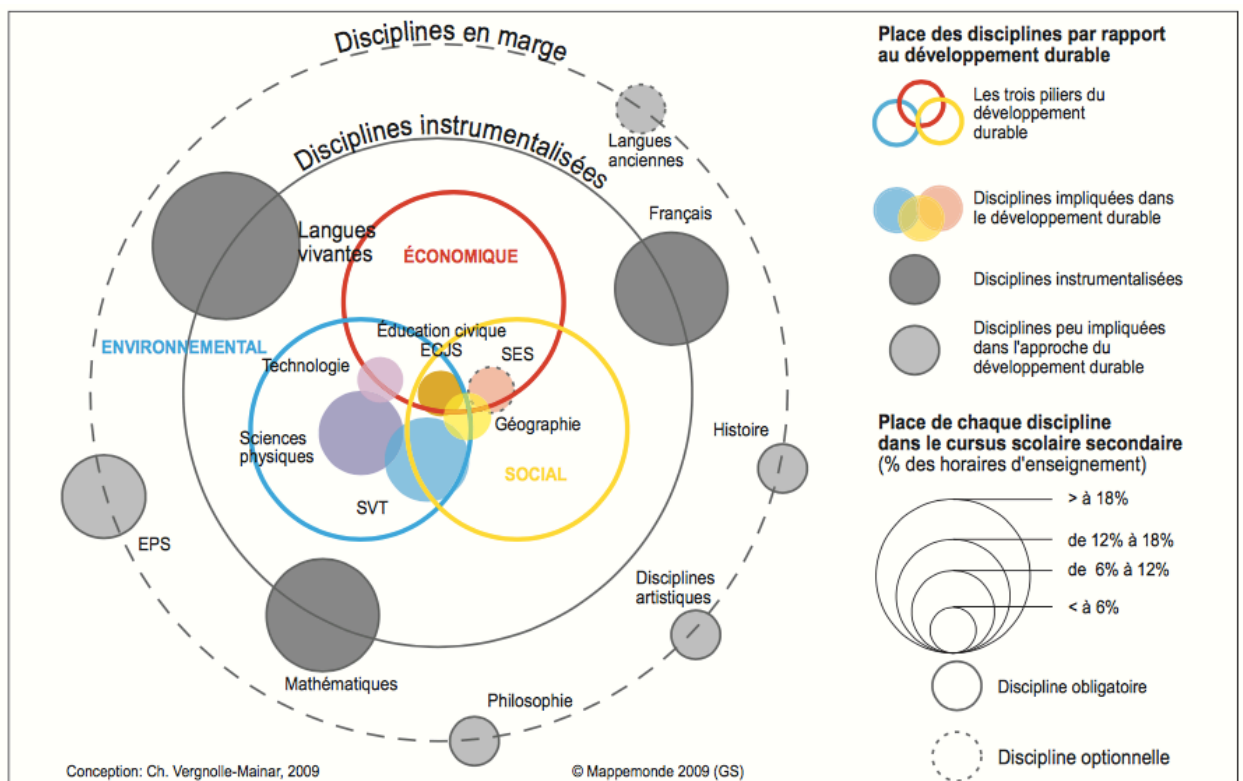 Disciplines en marge
Disciplines instrumentalisées
Langues
anciennes
Français
Langues
vivantes
ÉCONOMIQUE
Éducation civique
ECJS
SES
ENVIRONNEMENTAL
Technologie
Géographie
Histoire
Sciences
physiques
SOCIAL
SVT
EPS
Disciplines
artistiques
Mathématiques
Philosophie
Conception: Ch. Vergnolle-Mainar, 2009
© Mappemonde 2009 (GS)
Place des disciplines par rapport
au développement durable
Les trois piliers du
développement
durable
Disciplines impliquées dans
le développement durable
Disciplines instrumentalisées
Disciplines peu impliquées
dans l'approche du
développement durable
Place de chaque discipline
dans le cursus scolaire secondaire
(% des horaires d'enseignement)
> à 18%
de 12% à 18%
de 6% à 12%
< à 6%
Discipline obligatoire
Discipline optionnelle